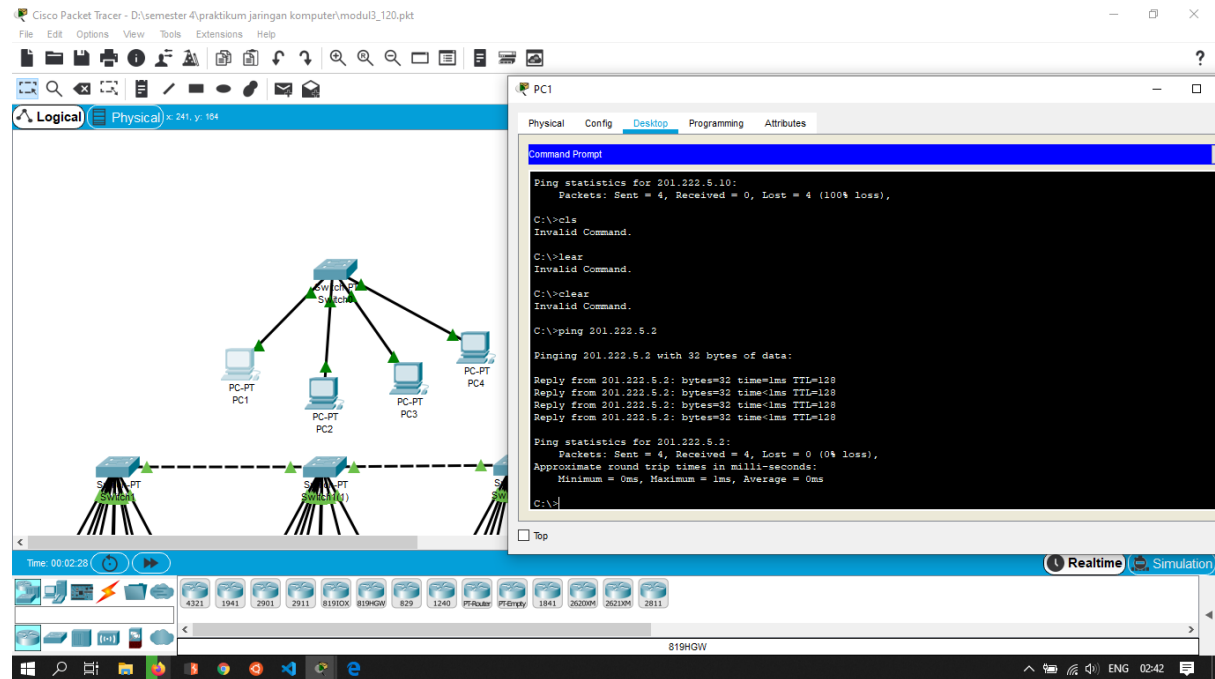 Cisco Packet Tracer - D:\semester 4\praktikum jaringan komputer\modul3_120.pkt
File Edit Options View Tools Extensions Help
?
Logical Physical x: 241, y: 164
PC1
Physical Config Desktop Programming Attributes
Command Prompt
Ping statistics for 201.222.5.10:
Packets: Sent = 4, Received = 0, Lost = 4 (100% loss),
C:\>cls
Invalid Command.
C:\>lear
Invalid Command.
C:\>clear
Invalid Command.
C:\>ping 201.222.5.2
Pinging 201.222.5.2 with 32 bytes of data:
Reply from 201.222.5.2: bytes=32 time=1ms TTL=128
Reply from 201.222.5.2: bytes=32 time<1ms TTL=128
Reply from 201.222.5.2: bytes=32 time<1ms TTL=128
Reply from 201.222.5.2: bytes=32 time<1ms TTL=128
Ping statistics for 201.222.5.2:
Packets: Sent = 4, Received = 4, Lost = 0 (0% loss),
Approximate round trip times in milli-seconds:
Minimum = 0ms, Maximum = 1ms, Average = 0ms
C:\>
Top
PC-PT
PC1
PC-PT
PC2
PC-PT
PC3
PC-PT
PC4
Switch1
Switch1(1)
Time: 00:02:28
Realtime Simulation
4321 1941 2901 2911 819IOX 819HGW 829 1240 PT-Router PT-Empty 1841 2620XM 2621XM 2811
819HGW
ENG 02:42